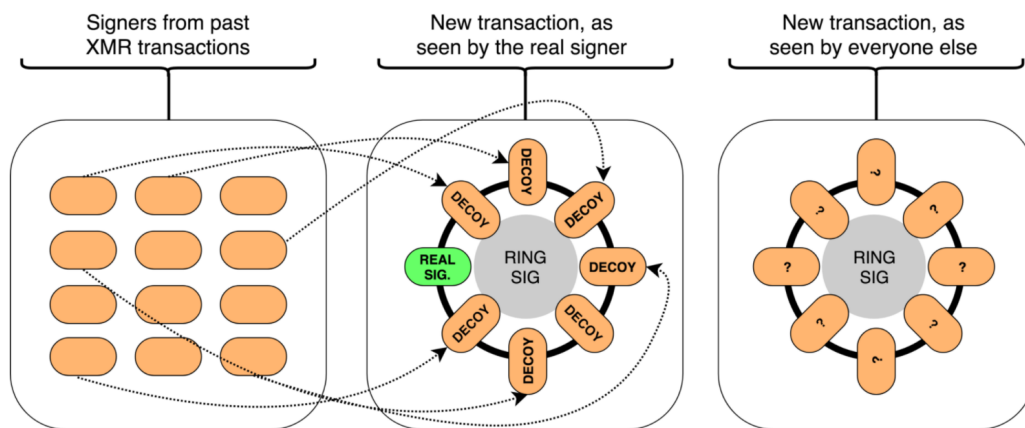 Signers from past
XMR transactions
New transaction, as
seen by the real signer
New transaction, as
seen by everyone else
DECOY
DECOY
DECOY
REAL
SIG.
RING
SIG
DECOY
DECOY
DECOY
DECOY
?
?
?
?
RING
SIG
?
?
?
?